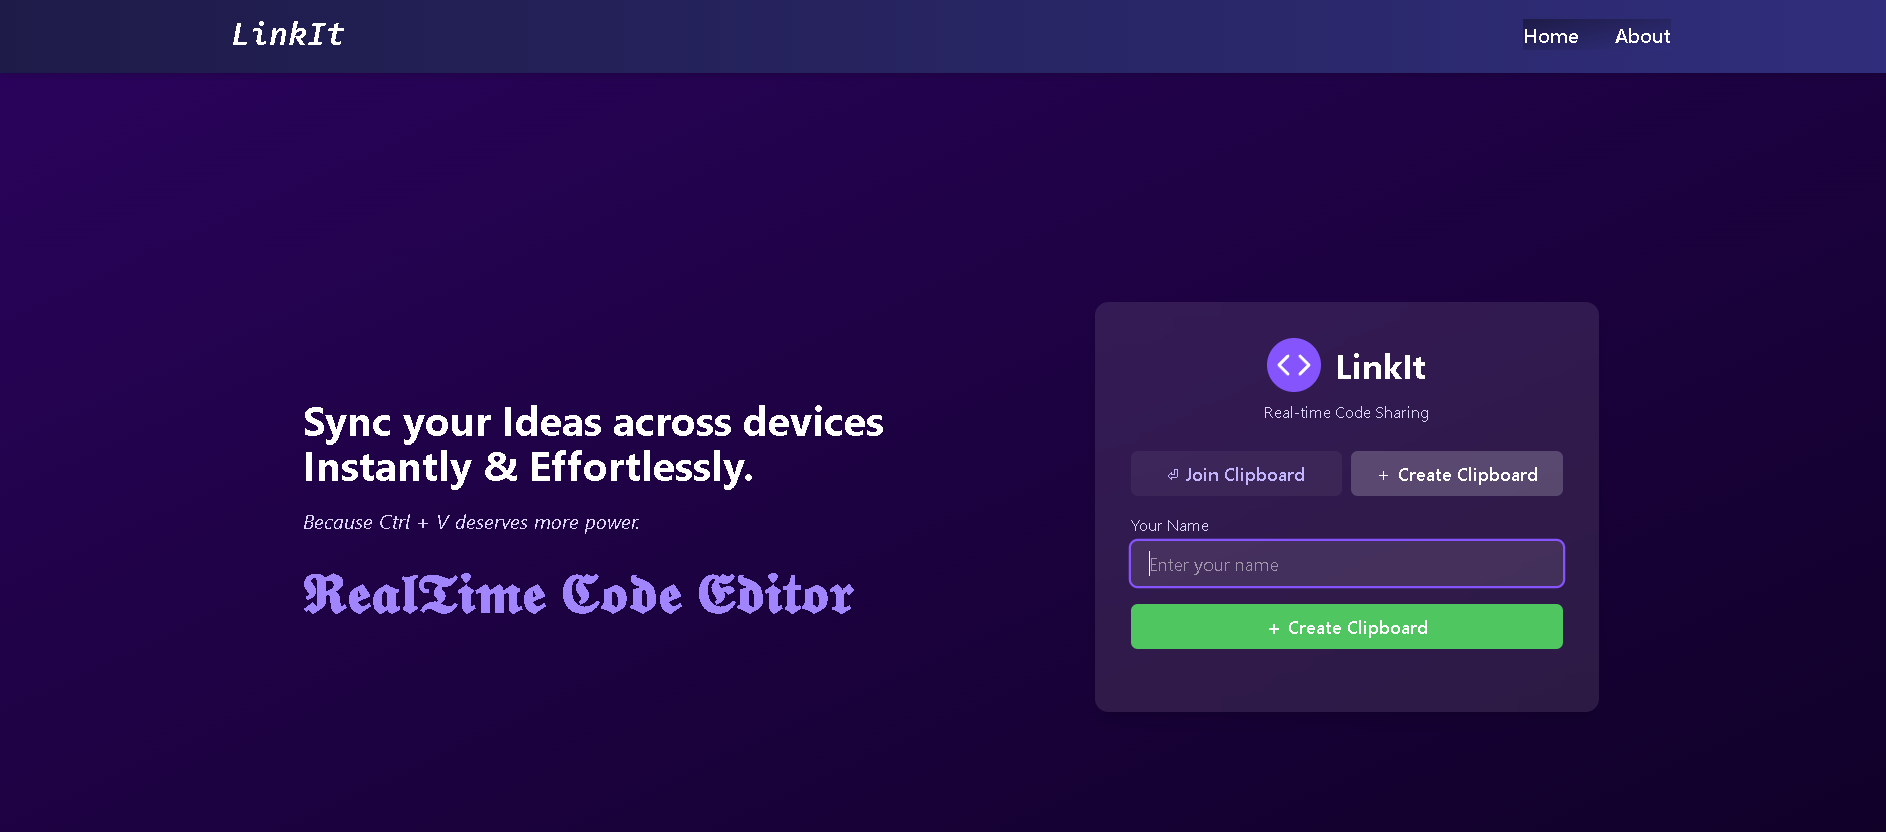 LinkIt
Home About
Sync your Ideas across devices
Instantly & Effortlessly.
Because Ctrl + V deserves more power.
RealTime Code Editor
LinkIt
Real-time Code Sharing
⏎ Join Clipboard
+ Create Clipboard
Your Name
Enter your name
+ Create Clipboard